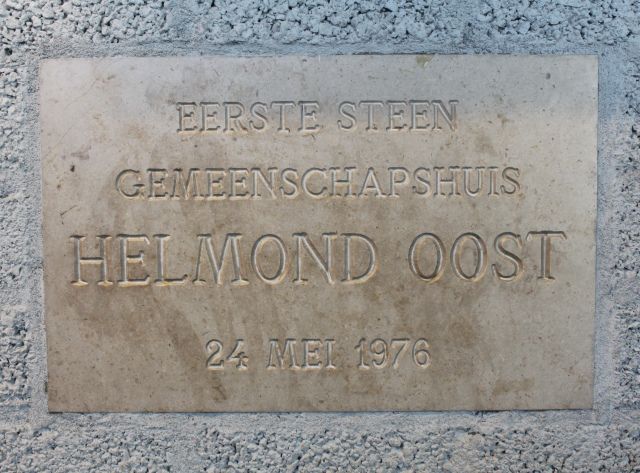 EERSTE STEEN
GEMEENSCHAPSHUIS
HELMOND OOST
24 MEI 1976